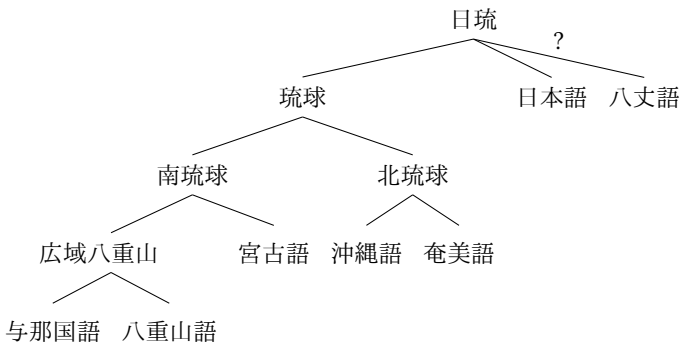 日琉
?
琉球 日本語 八丈語
南琉球 北琉球
広域八重山 宮古語 沖縄語 奄美語
与那国語 八重山語